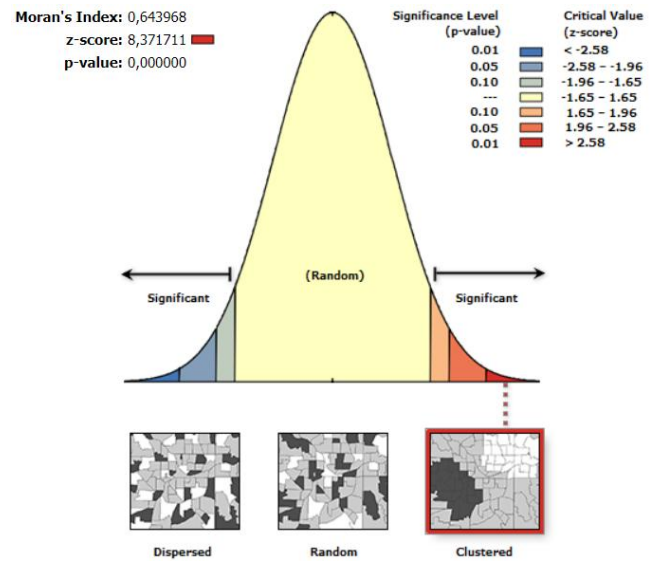 Moran's Index: 0,643968
z-score: 8,371711
p-value: 0,000000
Significance Level
(p-value)
Critical Value
(z-score)
0.01 < -2.58
0.05 -2.58 – -1.96
0.10 -1.96 – -1.65
--- -1.65 – 1.65
0.10 1.65 – 1.96
0.05 1.96 – 2.58
0.01 > 2.58
(Random)
Significant
Significant
Dispersed
Random
Clustered